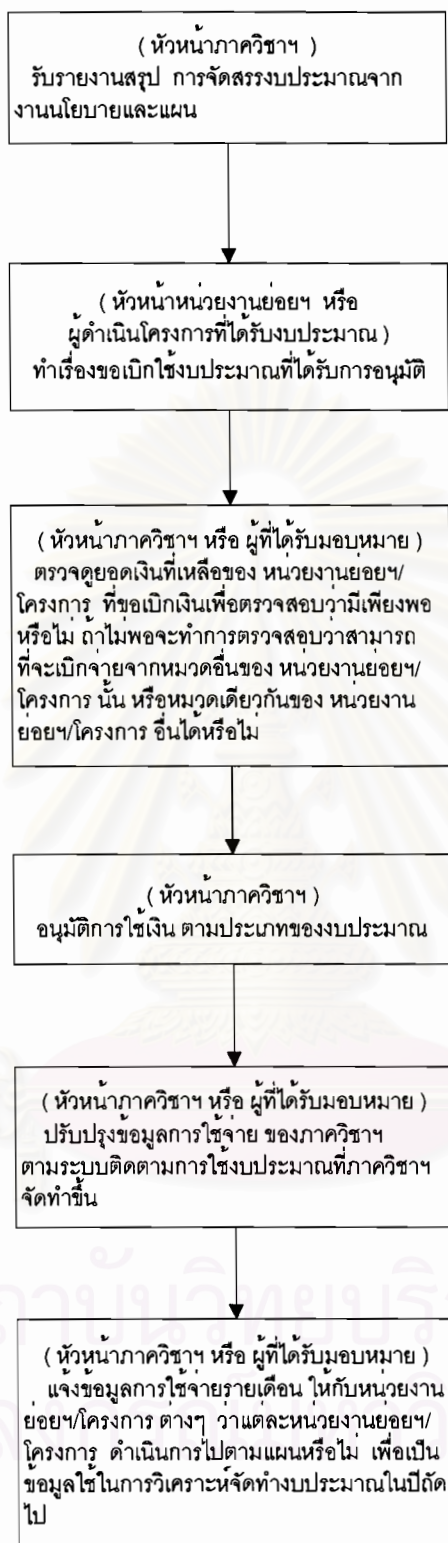 ( หัวหน้าภาควิชาฯ )
รับรายงานสรุป การจัดสรรงบประมาณจาก
งานนโยบายและแผน
( หัวหน้าหน่วยงานย่อยฯ หรือ
ผู้ดำเนินโครงการที่ได้รับงบประมาณ )
ทำเรื่องขอเบิกใช้งบประมาณที่ได้รับการอนุมัติ
( หัวหน้าภาควิชาฯ หรือ ผู้ที่ได้รับมอบหมาย )
ตรวจดูยอดเงินที่เหลือของ หน่วยงานย่อยฯ/
โครงการ ที่ขอเบิกเงินเพื่อตรวจสอบว่ามีเพียงพอ
หรือไม่ ถ้าไม่พอจะทำการตรวจสอบว่าสามารถ
ที่จะเบิกจ่ายจากหมวดอื่นของ หน่วยงานย่อยฯ/
โครงการ นั้น หรือหมวดเดียวกันของ หน่วยงาน
ย่อยฯ/โครงการ อื่นได้หรือไม่
( หัวหน้าภาควิชาฯ )
อนุมัติการใช้เงิน ตามประเภทของงบประมาณ
( หัวหน้าภาควิชาฯ หรือ ผู้ที่ได้รับมอบหมาย )
ปรับปรุงข้อมูลการใช้จ่าย ของภาควิชาฯ
ตามระบบติดตามการใช้งบประมาณที่ภาควิชาฯ
จัดทำขึ้น
( หัวหน้าภาควิชาฯ หรือ ผู้ที่ได้รับมอบหมาย )
แจ้งข้อมูลการใช้จ่ายรายเดือน ให้กับหน่วยงาน
ย่อยฯ/โครงการ ต่างๆ ว่าแต่ละหน่วยงานย่อยฯ/
โครงการ ดำเนินการไปตามแผนหรือไม่ เพื่อเป็น
ข้อมูลใช้ในการวิเคราะห์จัดทำงบประมาณในปีถัด
ไป